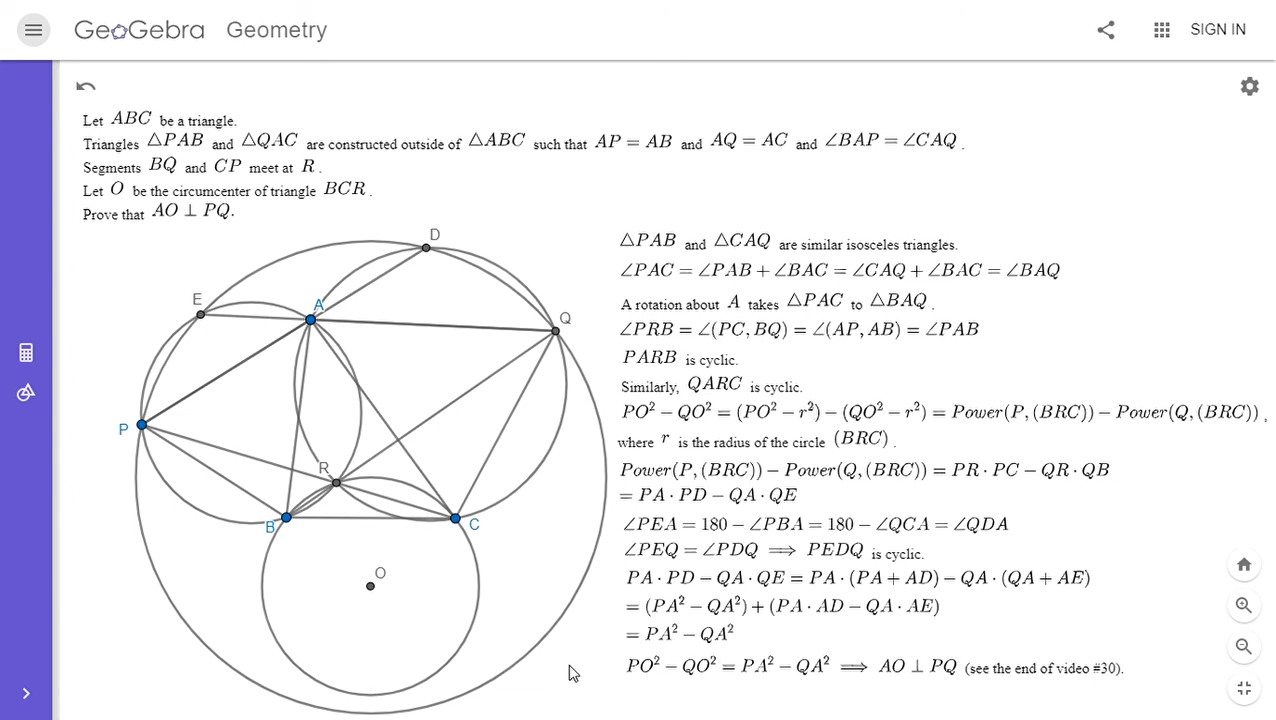 GeoGebra Geometry SIGN IN
Let ABC be a triangle.
Triangles △PAB and △QAC are constructed outside of △ABC such that AP = AB and AQ = AC and ∠BAP = ∠CAQ .
Segments BQ and CP meet at R .
Let O be the circumcenter of triangle BCR .
Prove that AO ⊥ PQ.
D
E
A
Q
P
R
B
C
O
△PAB and △CAQ are similar isosceles triangles.
∠PAC = ∠PAB + ∠BAC = ∠CAQ + ∠BAC = ∠BAQ
A rotation about A takes △PAC to △BAQ .
∠PRB = ∠(PC, BQ) = ∠(AP, AB) = ∠PAB
PARB is cyclic.
Similarly, QARC is cyclic.
PO² − QO² = (PO² − r²) − (QO² − r²) = Power(P, (BRC)) − Power(Q, (BRC)) ,
where r is the radius of the circle (BRC) .
Power(P, (BRC)) − Power(Q, (BRC)) = PR · PC − QR · QB
= PA · PD − QA · QE
∠PEA = 180 − ∠PBA = 180 − ∠QCA = ∠QDA
∠PEQ = ∠PDQ ⟹ PEDQ is cyclic.
PA · PD − QA · QE = PA · (PA + AD) − QA · (QA + AE)
= (PA² − QA²) + (PA · AD − QA · AE)
= PA² − QA²
PO² − QO² = PA² − QA² ⟹ AO ⊥ PQ (see the end of video #30).